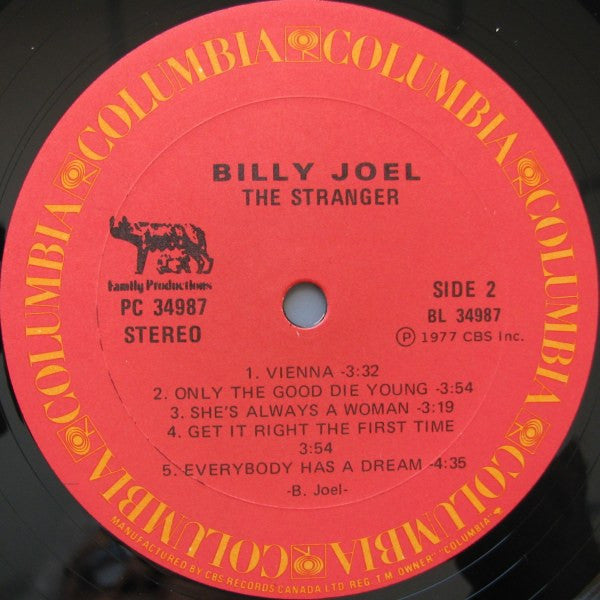 COLUMBIA COLUMBIA COLUMBIA COLUMBIA COLUMBIA COLUMBIA COLUMBIA COLUMBIA
BILLY JOEL
THE STRANGER
Family Productions
PC 34987
STEREO
SIDE 2
BL 34987
Ⓟ 1977 CBS Inc.
1. VIENNA -3:32
2. ONLY THE GOOD DIE YOUNG -3:54
3. SHE'S ALWAYS A WOMAN -3:19
4. GET IT RIGHT THE FIRST TIME
3:54
5. EVERYBODY HAS A DREAM -4:35
-B. Joel-
MANUFACTURED BY CBS RECORDS CANADA LTD REG. T M OWNER" "COLUMBIA"